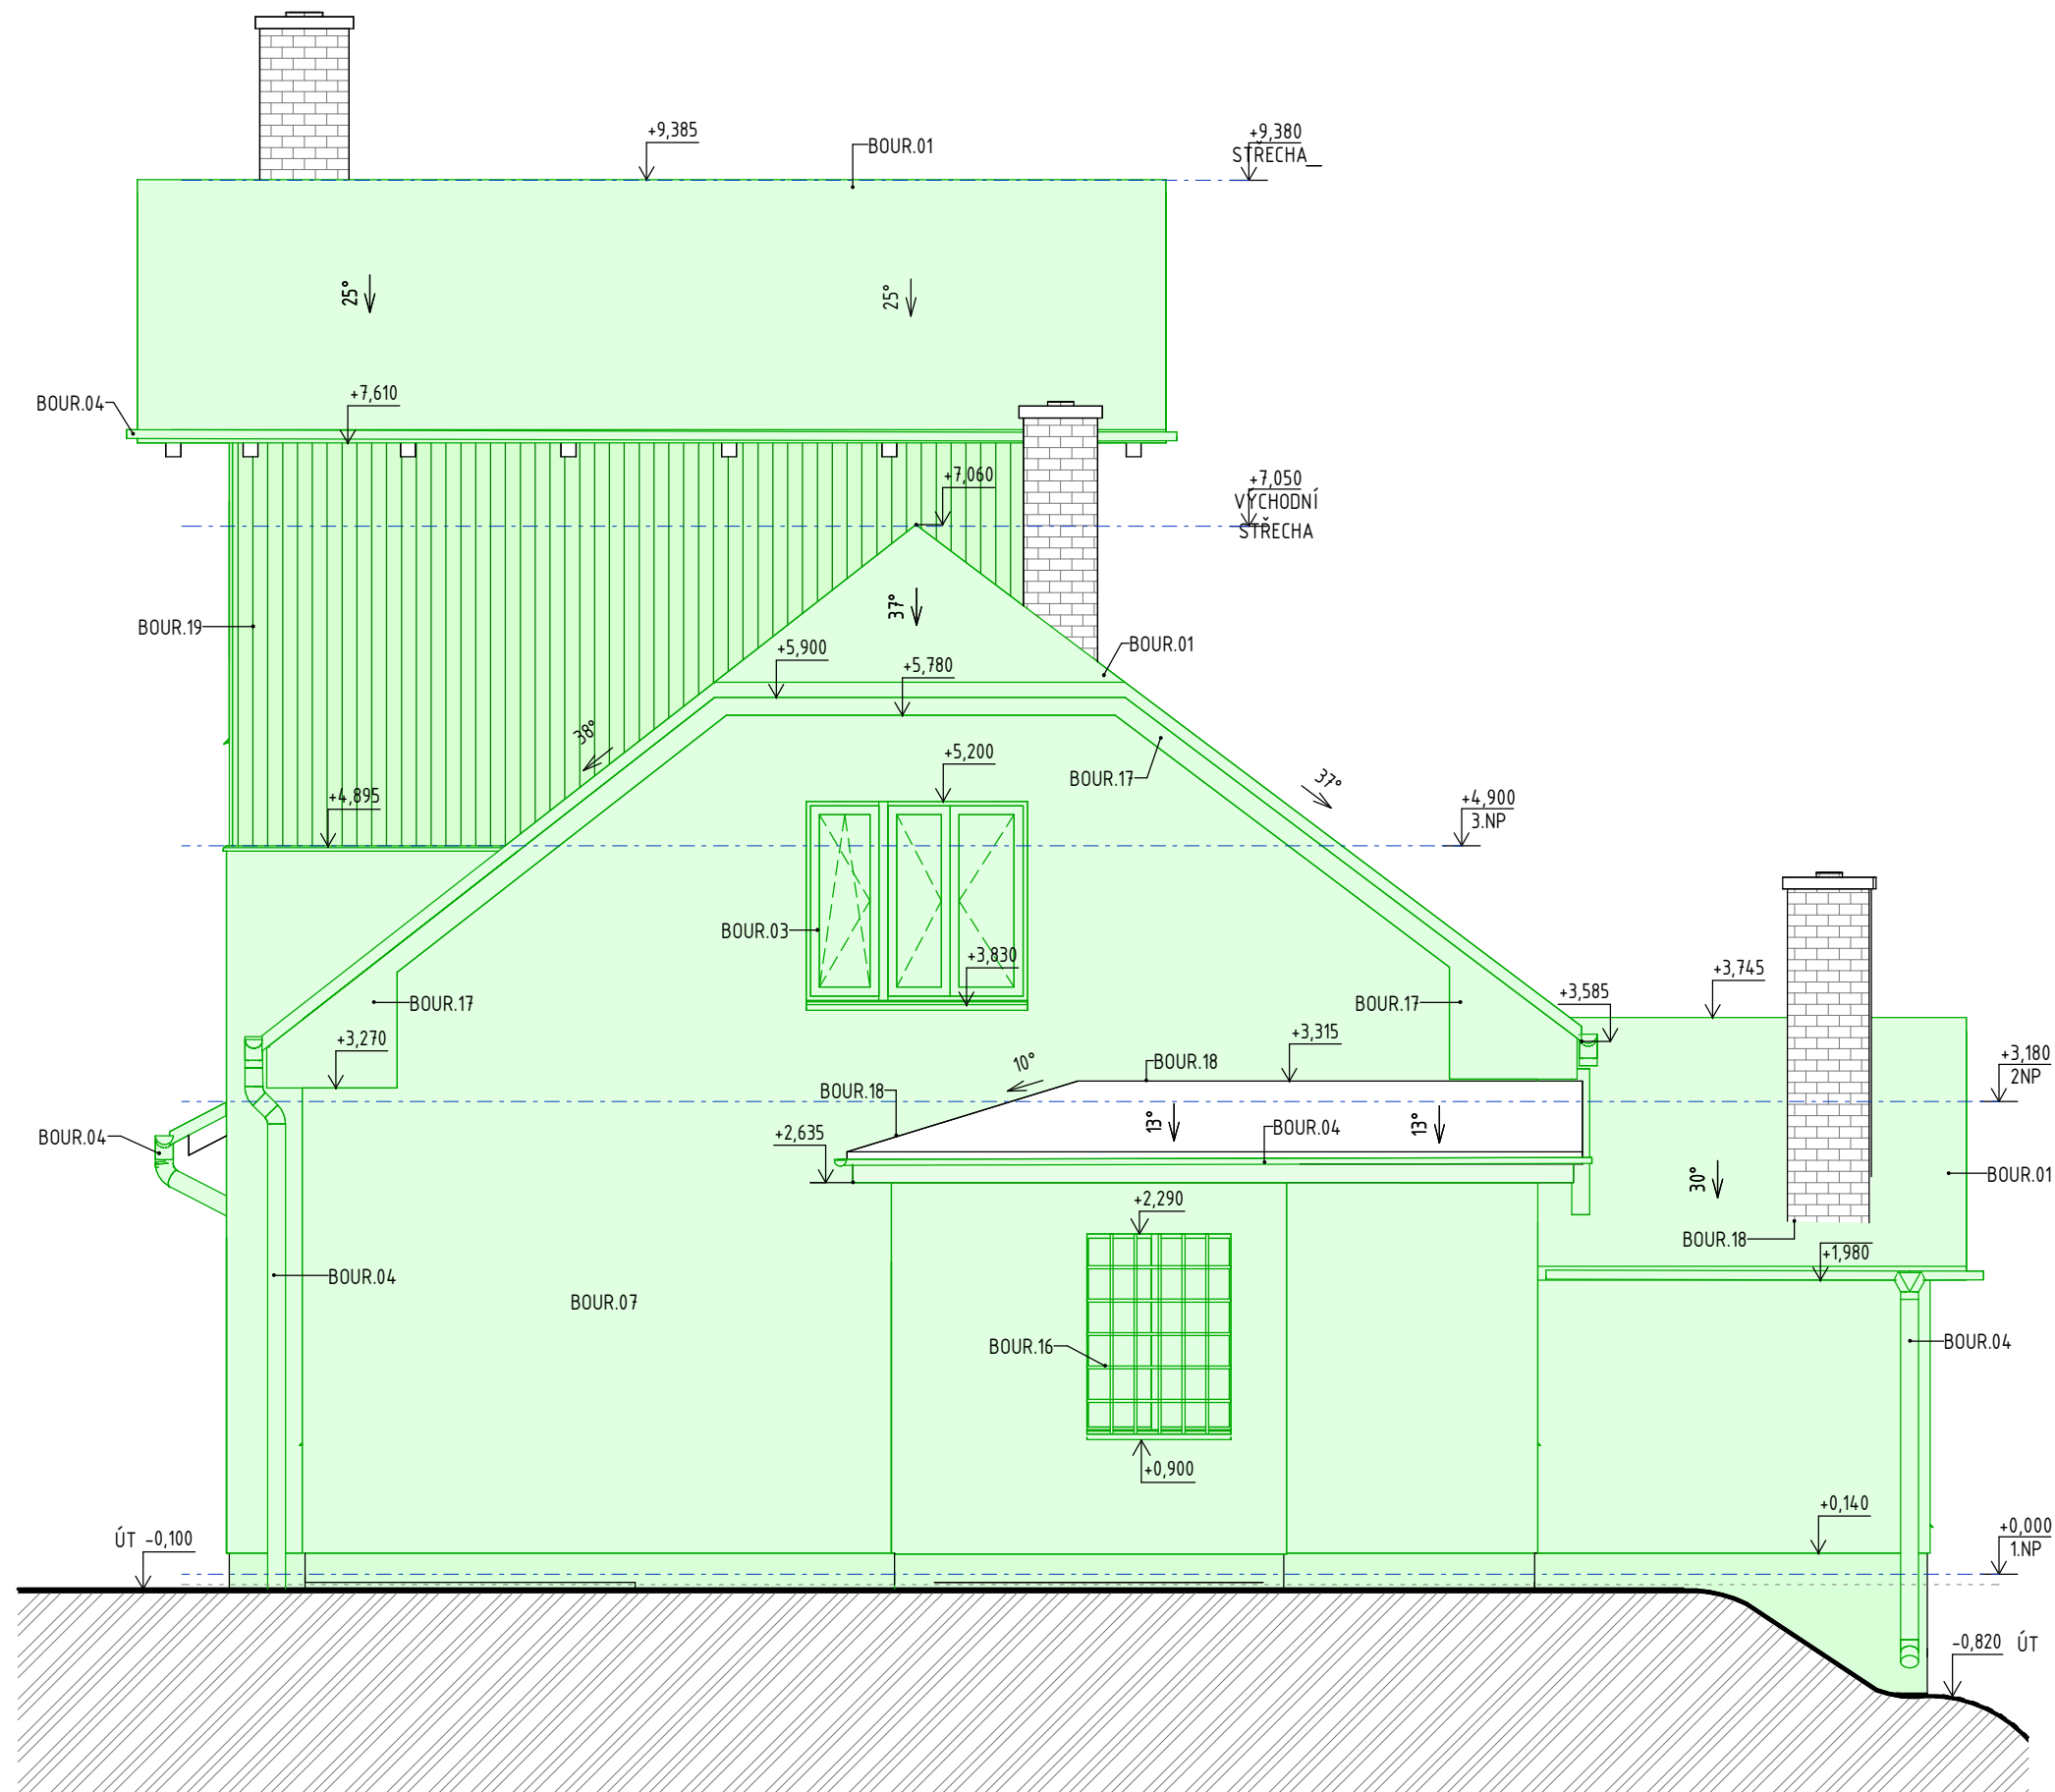 +9,385
BOUR.01
+9,380
STŘECHA_
25°
25°
BOUR.04
+7,610
+7,060
+7,050
VÝCHODNÍ
STŘECHA
BOUR.19
37°
BOUR.01
+5,900
+5,780
38°
BOUR.17
37°
+5,200
+4,895
+4,900
3.NP
BOUR.03
+3,830
+3,745
BOUR.17
BOUR.17
+3,585
+3,270
+3,315
10°
BOUR.18
+3,180
2NP
BOUR.18
BOUR.04
+2,635
13°
13°
BOUR.04
30°
BOUR.01
+2,290
BOUR.18
+1,980
BOUR.04
BOUR.07
BOUR.16
BOUR.04
+0,900
+0,140
ÚT -0,100
+0,000
1.NP
-0,820 ÚT